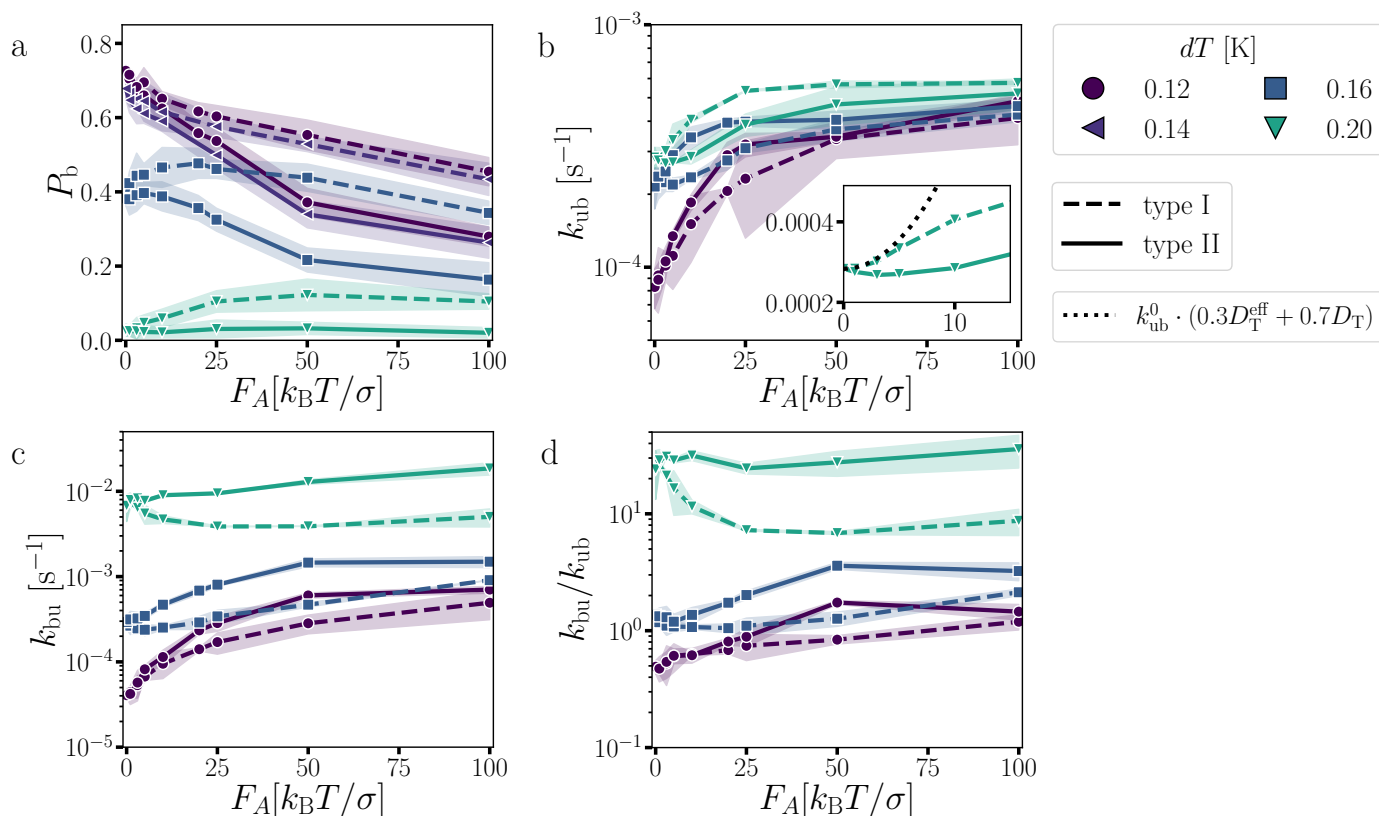 a
0.8
0.6
0.4
0.2
0.0
P_b
0 25 50 75 100
F_A[k_BT/σ]
b
10^{-3}
10^{-4}
k_ub [s^{-1}]
0.0004
0.0002
0 10
0 25 50 75 100
F_A[k_BT/σ]
dT [K]
0.12 0.16
0.14 0.20
type I
type II
k_ub^0 · (0.3D_T^eff + 0.7D_T)
c
10^{-2}
10^{-3}
10^{-4}
10^{-5}
k_bu [s^{-1}]
0 25 50 75 100
F_A[k_BT/σ]
d
10^1
10^0
10^{-1}
k_bu/k_ub
0 25 50 75 100
F_A[k_BT/σ]